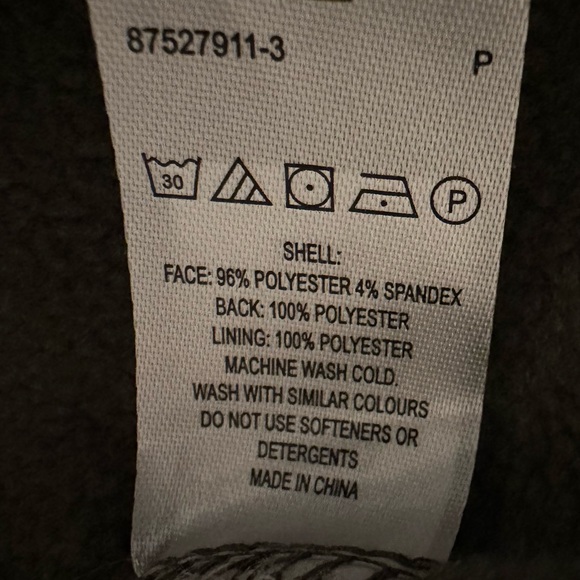 87527911-3
P
30
P
SHELL:
FACE: 96% POLYESTER 4% SPANDEX
BACK: 100% POLYESTER
LINING: 100% POLYESTER
MACHINE WASH COLD.
WASH WITH SIMILAR COLOURS
DO NOT USE SOFTENERS OR
DETERGENTS
MADE IN CHINA